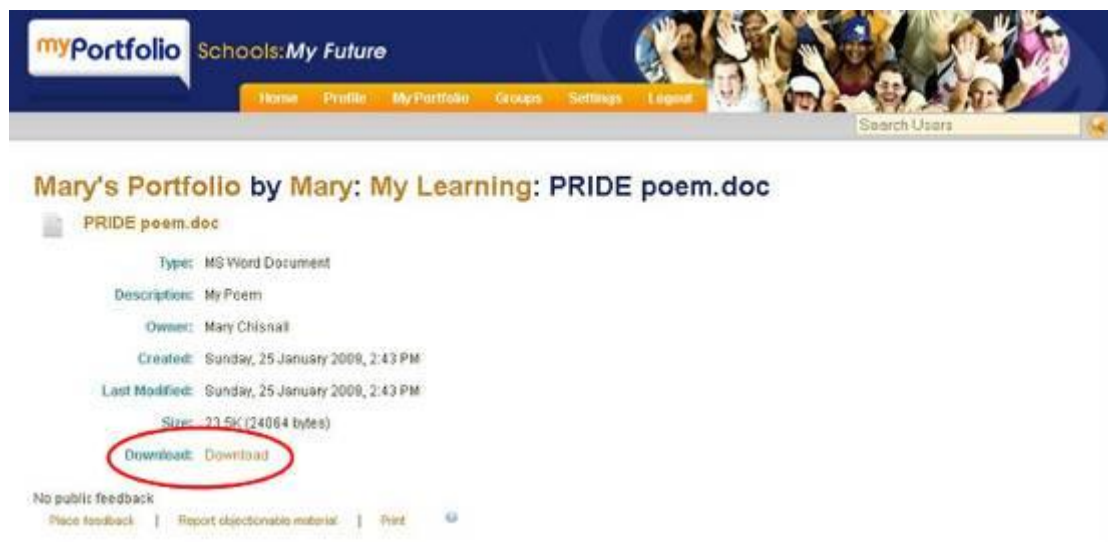 myPortfolio Schools:My Future
Home Profile MyPortfolio Groups Settings Logout
Search Users
Mary's Portfolio by Mary: My Learning: PRIDE poem.doc
PRIDE poem.doc
Type: MS Word Document
Description: My Poem
Owner: Mary Chisnall
Created: Sunday, 25 January 2009, 2:43 PM
Last Modified: Sunday, 25 January 2009, 2:43 PM
Size: 23.5K (24064 bytes)
Download: Download
No public feedback
Place feedback | Report objectionable material | Print